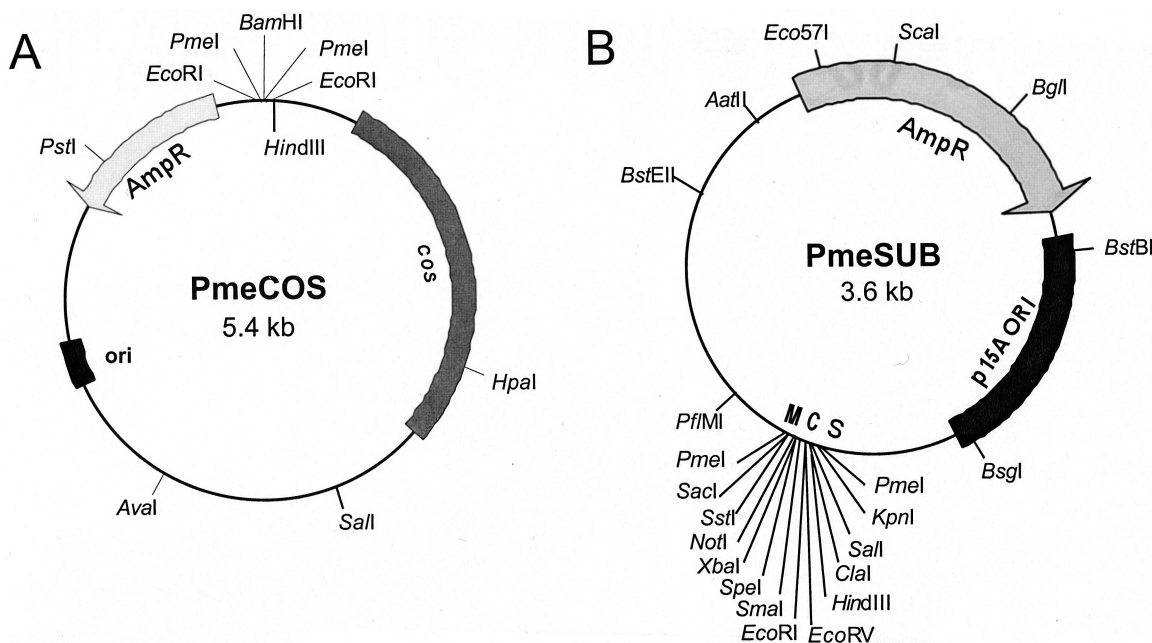 A
BamHI
PmeI
PmeI
EcoRI
EcoRI
HindIII
PstI
AmpR
cos
PmeCOS
5.4 kb
ori
HpaI
AvaI
SalI
B
Eco57I
ScaI
BglI
AatII
AmpR
BstEII
PmeSUB
3.6 kb
BstBI
p15A ORI
PflMI
MCS
BsgI
PmeI
SacI
SstI
NotI
XbaI
SpeI
SmaI
EcoRI
EcoRV
HindIII
ClaI
SalI
KpnI
PmeI